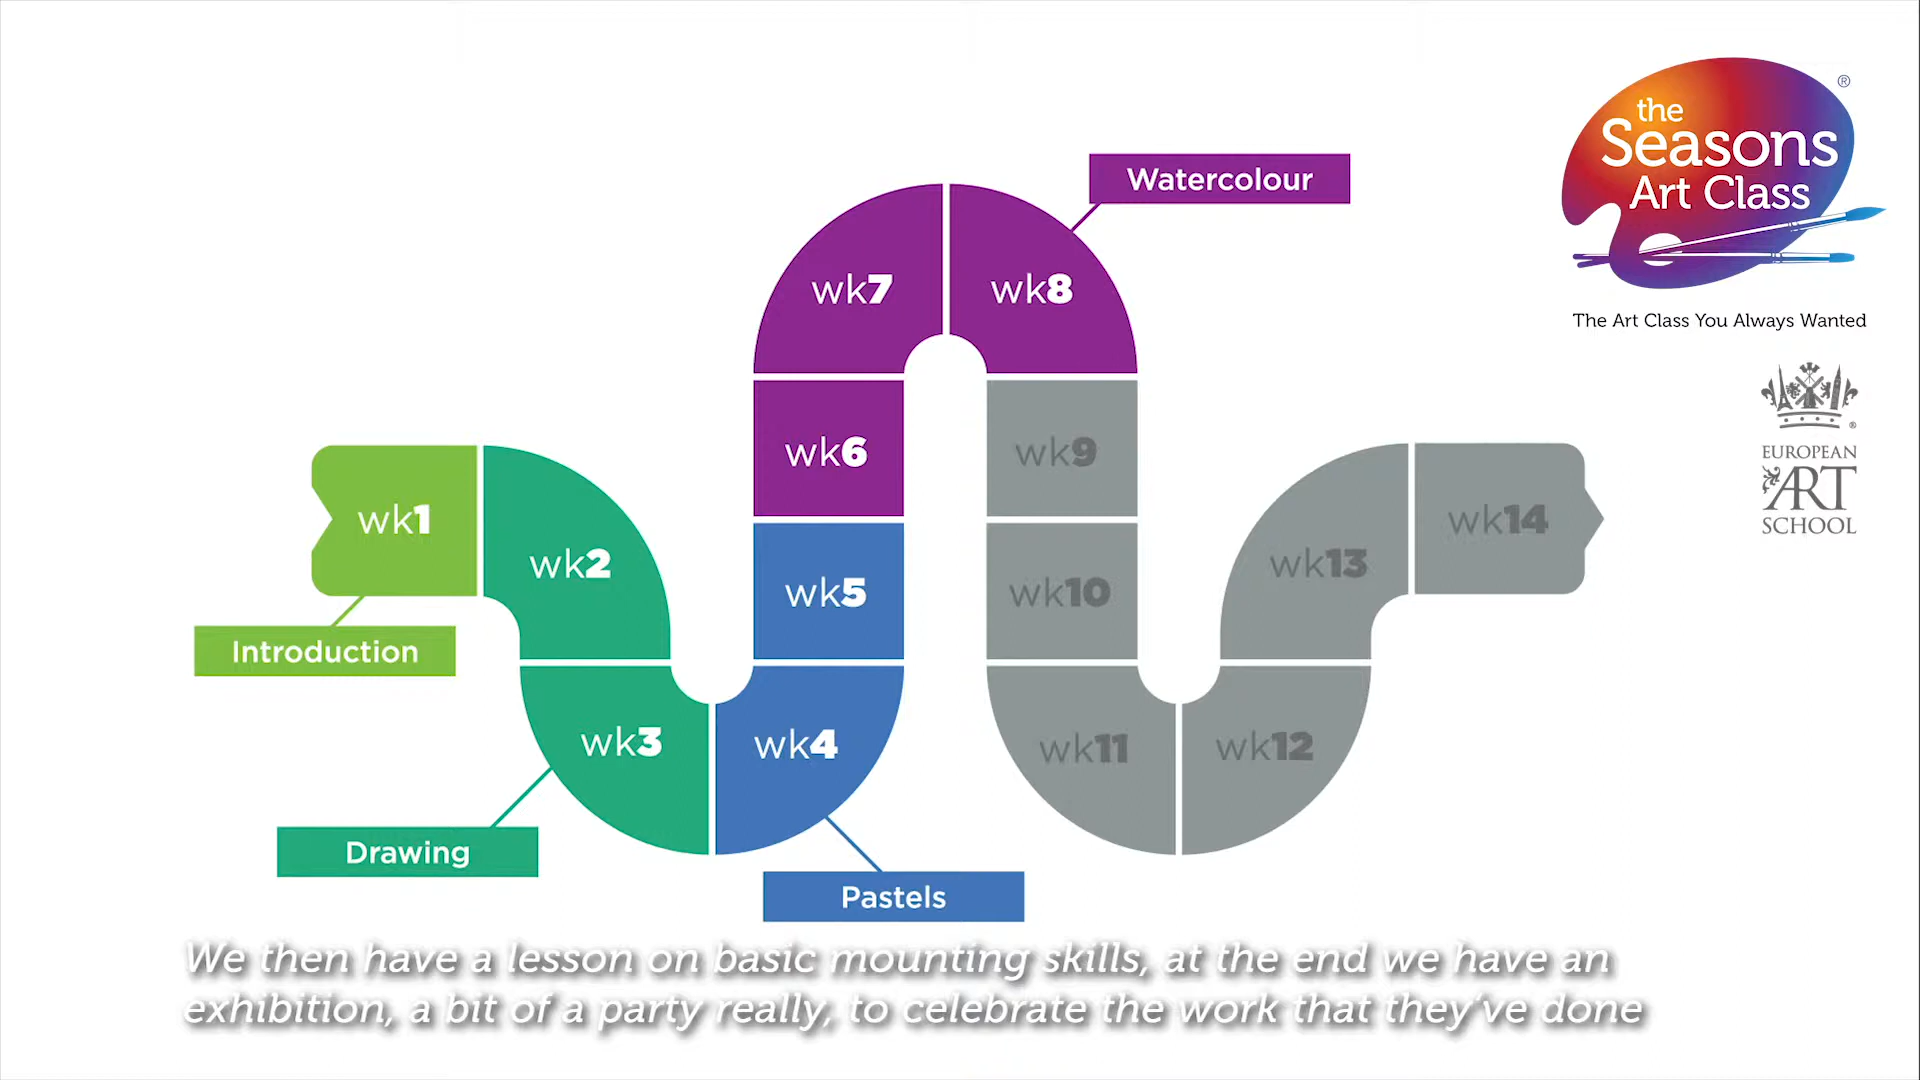 the
Seasons
Art Class
®
The Art Class You Always Wanted
®
EUROPEAN
ART
SCHOOL
Watercolour
wk7
wk8
wk6
wk9
wk1
wk2
wk5
wk10
wk13
wk14
Introduction
wk3
wk4
wk11
wk12
Drawing
Pastels
We then have a lesson on basic mounting skills, at the end we have an
exhibition, a bit of a party really, to celebrate the work that they've done